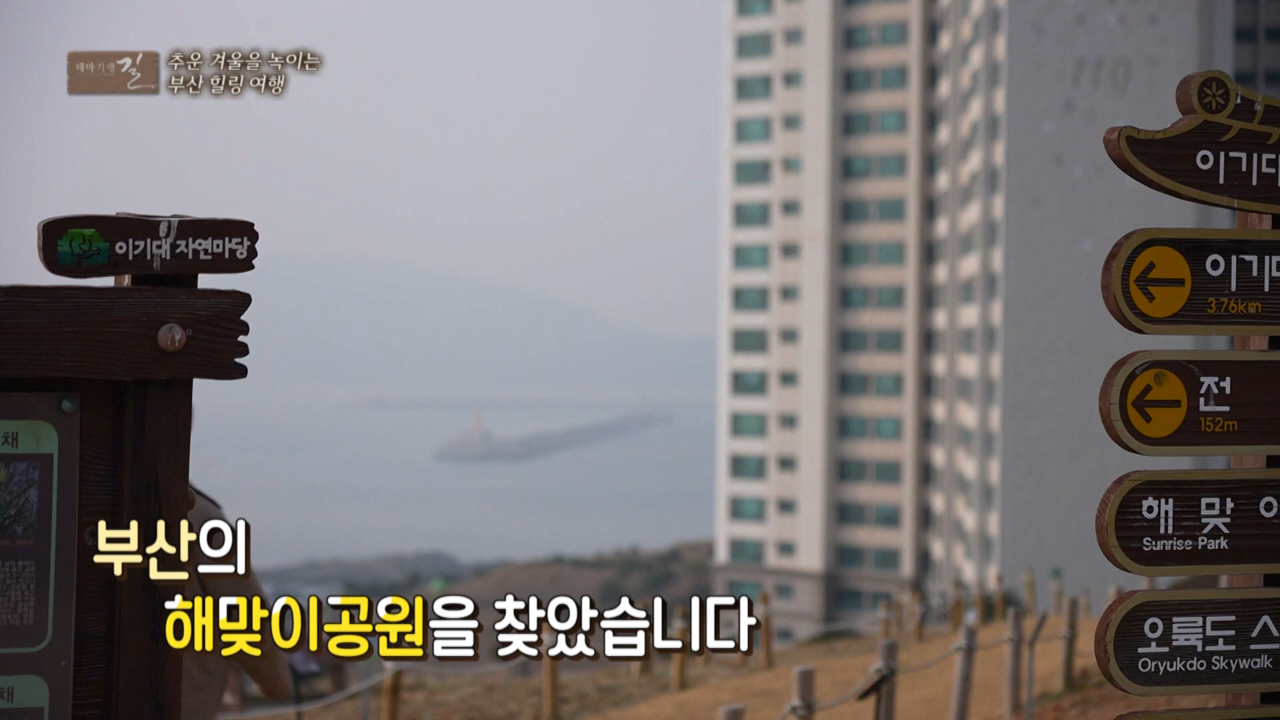 테마기행 길
추운 겨울을 녹이는
부산 힐링 여행
이기대 자연마당
채
채
이기대
이기대
3.76km
전
152m
해 맞 이
Sunrise Park
오륙도 스
Oryukdo Skywalk
부산의
해맞이공원을 찾았습니다